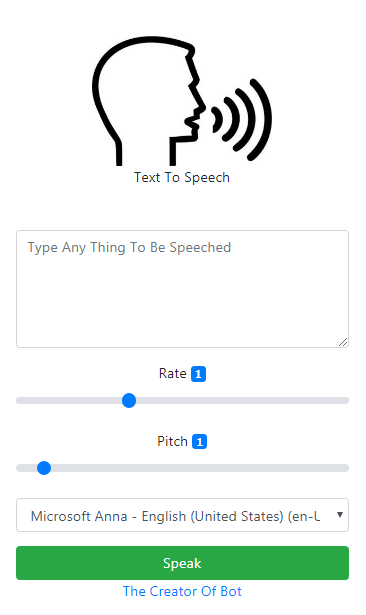 Text To Speech
Type Any Thing To Be Speeched
Rate 1
Pitch 1
Microsoft Anna - English (United States) (en-U
Speak
The Creator Of Bot